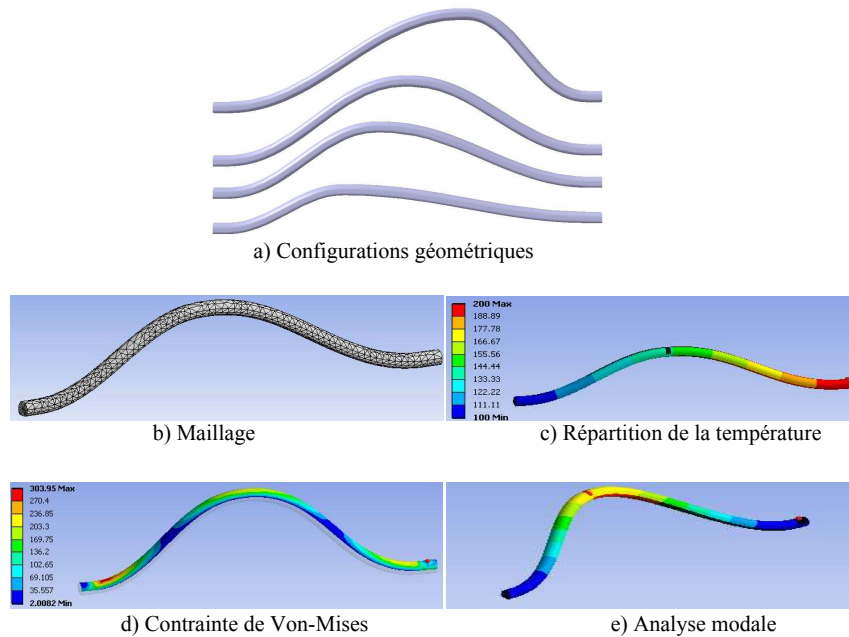 a) Configurations géométriques
200 Max
188.89
177.78
166.67
155.56
144.44
133.33
122.22
111.11
100 Min
b) Maillage
c) Répartition de la température
303.95 Max
270.4
236.85
203.3
169.75
136.2
102.65
69.105
35.557
2.0082 Min
d) Contrainte de Von-Mises
e) Analyse modale